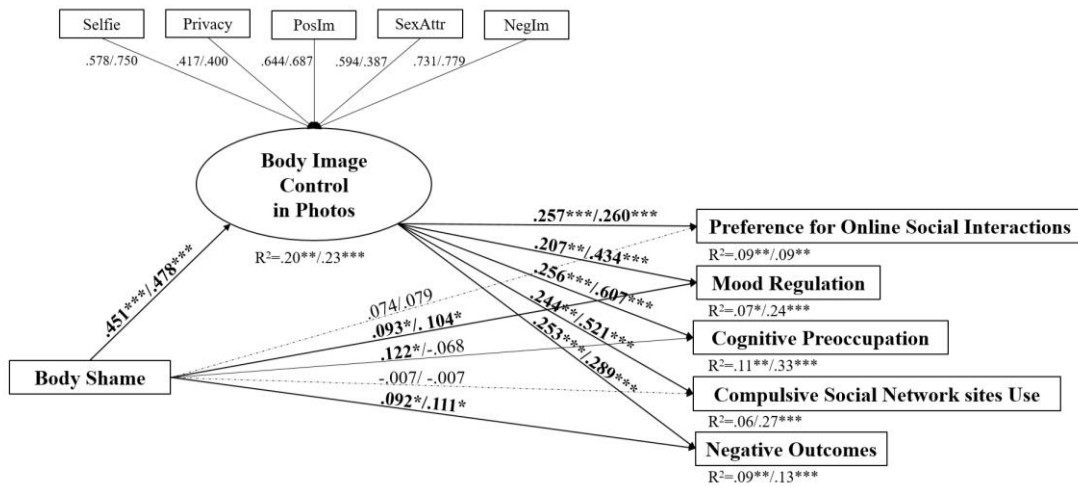 Selfie
Privacy
PosIm
SexAttr
NegIm
.578/.750
.417/.400
.644/.687
.594/.387
.731/.779
Body Image
Control
in Photos
R²=.20**/.23***
.451***/.478***
Body Shame
.257***/.260***
.207**/.434***
.256***/.607***
.244**/.521***
.253***/.289***
.074/.079
.093*/. 104*
.122*/-.068
-.007/ -.007
.092*/.111*
Preference for Online Social Interactions
R²=.09**/.09**
Mood Regulation
R²=.07*/.24***
Cognitive Preoccupation
R²=.11**/.33***
Compulsive Social Network sites Use
R²=.06/.27***
Negative Outcomes
R²=.09**/.13***